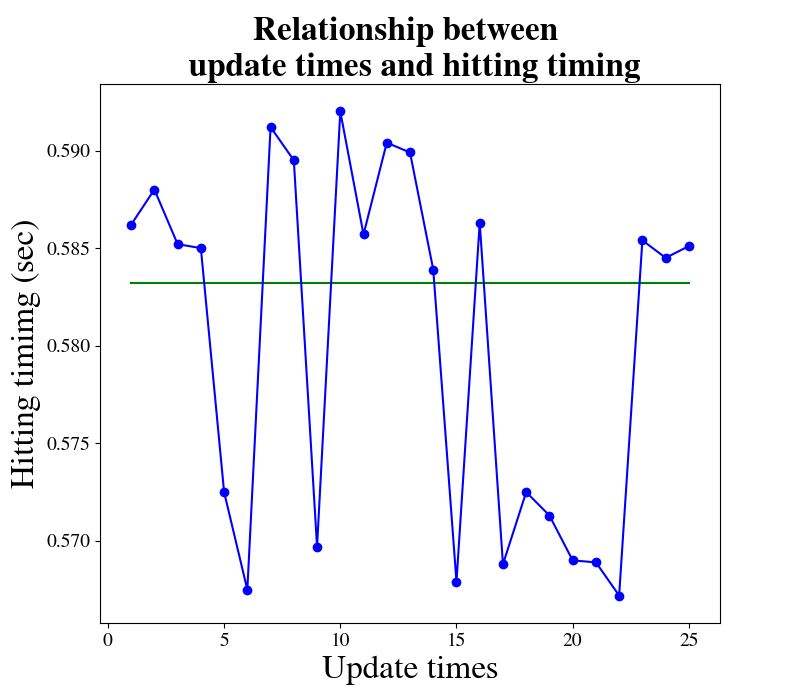 Relationship between
update times and hitting timing
Hitting timimg (sec)
0.590
0.585
0.580
0.575
0.570
0 5 10 15 20 25
Update times